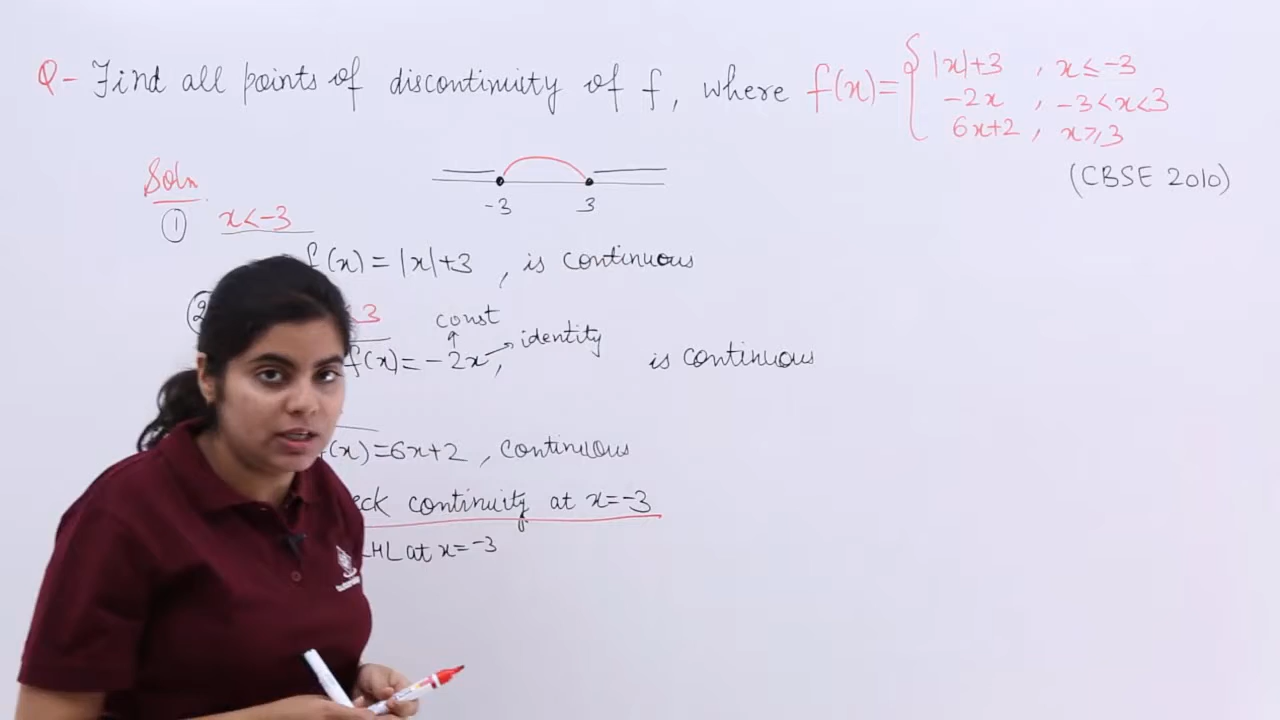 Q- Find all points of discontinuity of f, where f(x)= { |x|+3 , x≤-3
-2x , -3<x<3
6x+2 , x≥3
(CBSE 2010)
Soln
-3 3
① x<-3
f(x) = |x|+3 , is continuous
② 3
const
identity
f(x) = -2x, is continuous
(x)=6x+2 , continuous
eck continuity at x=-3
LHL at x=-3